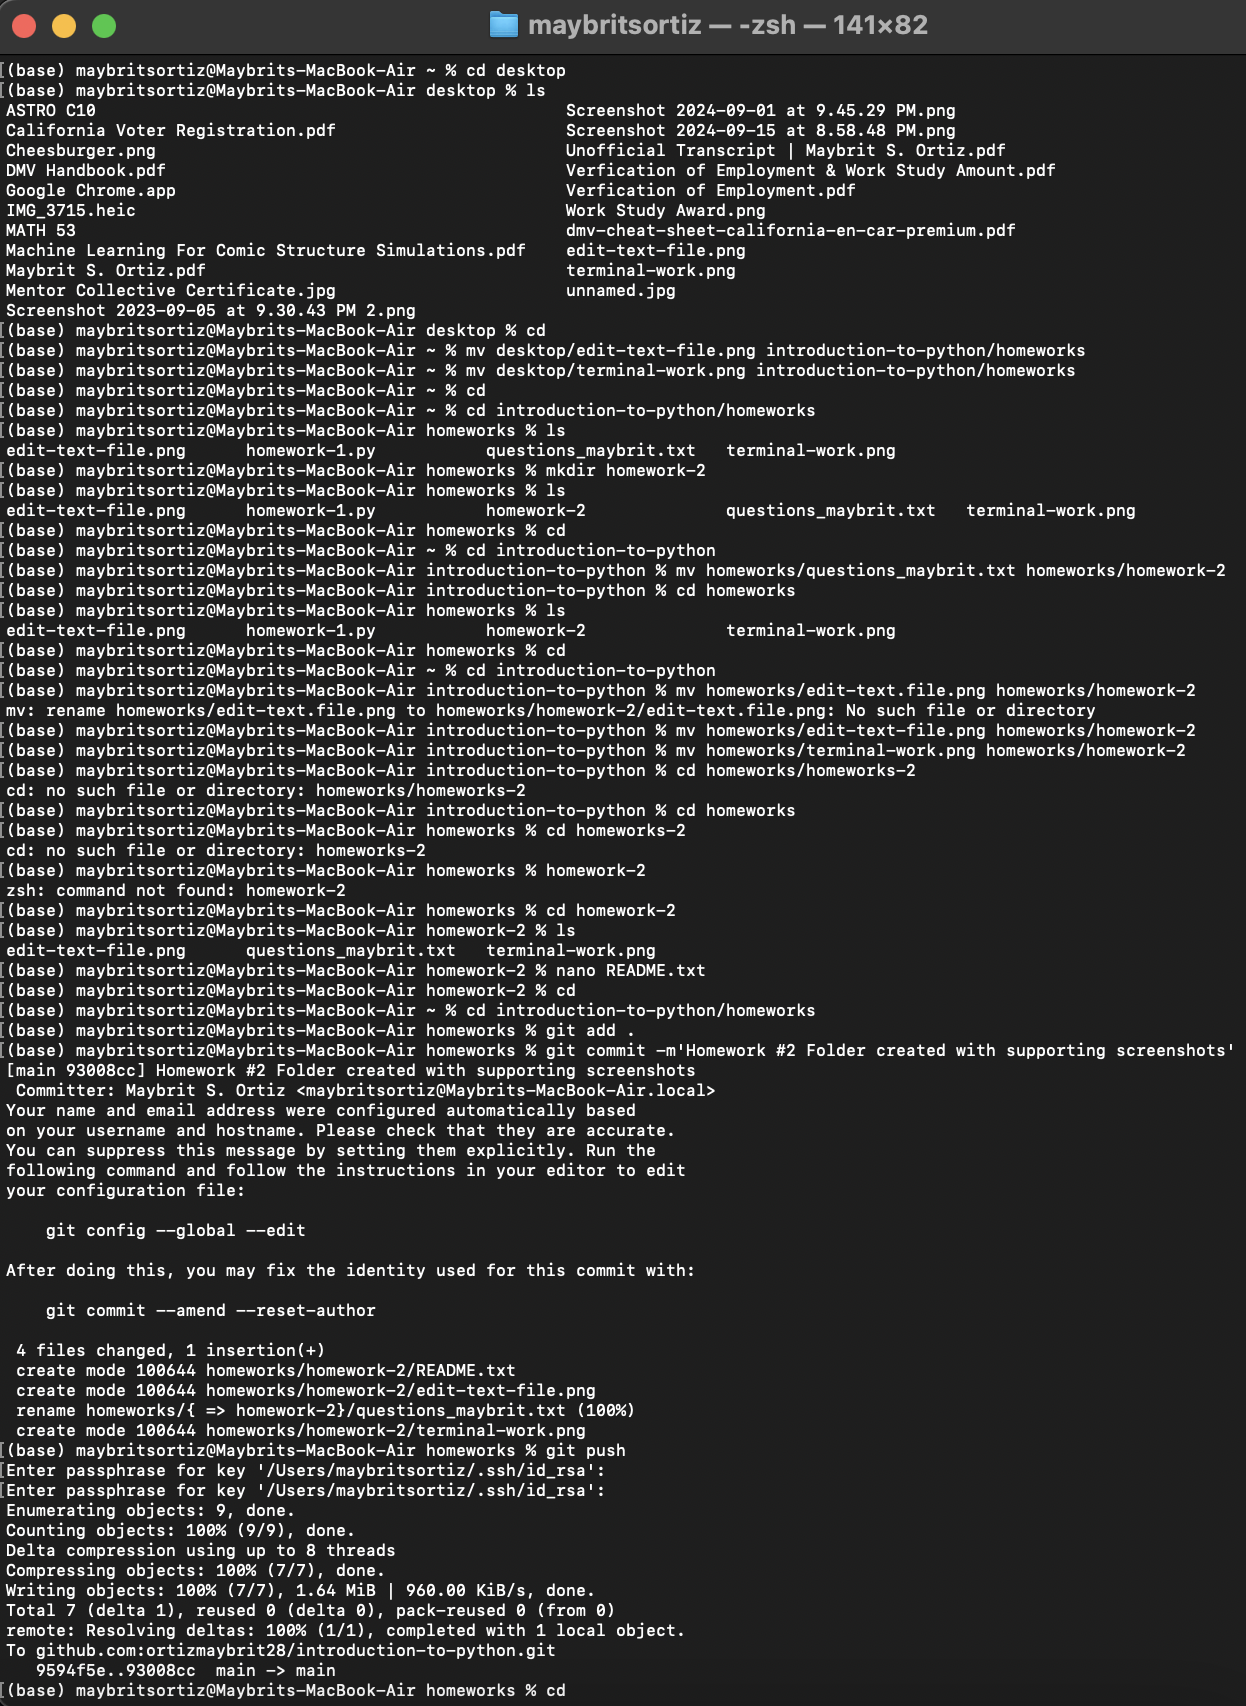 maybritsortiz — -zsh — 141×82
[(base) maybritsortiz@Maybrits-MacBook-Air ~ % cd desktop
[(base) maybritsortiz@Maybrits-MacBook-Air desktop % ls
ASTRO C10                                               Screenshot 2024-09-01 at 9.45.29 PM.png
California Voter Registration.pdf                       Screenshot 2024-09-15 at 8.58.48 PM.png
Cheesburger.png                                         Unofficial Transcript | Maybrit S. Ortiz.pdf
DMV Handbook.pdf                                        Verfication of Employment & Work Study Amount.pdf
Google Chrome.app                                       Verfication of Employment.pdf
IMG_3715.heic                                           Work Study Award.png
MATH 53                                                 dmv-cheat-sheet-california-en-car-premium.pdf
Machine Learning For Comic Structure Simulations.pdf    edit-text-file.png
Maybrit S. Ortiz.pdf                                    terminal-work.png
Mentor Collective Certificate.jpg                       unnamed.jpg
Screenshot 2023-09-05 at 9.30.43 PM 2.png
[(base) maybritsortiz@Maybrits-MacBook-Air desktop % cd
[(base) maybritsortiz@Maybrits-MacBook-Air ~ % mv desktop/edit-text-file.png introduction-to-python/homeworks
[(base) maybritsortiz@Maybrits-MacBook-Air ~ % mv desktop/terminal-work.png introduction-to-python/homeworks
[(base) maybritsortiz@Maybrits-MacBook-Air ~ % cd
[(base) maybritsortiz@Maybrits-MacBook-Air ~ % cd introduction-to-python/homeworks
[(base) maybritsortiz@Maybrits-MacBook-Air homeworks % ls
edit-text-file.png      homework-1.py           questions_maybrit.txt   terminal-work.png
[(base) maybritsortiz@Maybrits-MacBook-Air homeworks % mkdir homework-2
[(base) maybritsortiz@Maybrits-MacBook-Air homeworks % ls
edit-text-file.png      homework-1.py           homework-2              questions_maybrit.txt   terminal-work.png
[(base) maybritsortiz@Maybrits-MacBook-Air homeworks % cd
[(base) maybritsortiz@Maybrits-MacBook-Air ~ % cd introduction-to-python
[(base) maybritsortiz@Maybrits-MacBook-Air introduction-to-python % mv homeworks/questions_maybrit.txt homeworks/homework-2
[(base) maybritsortiz@Maybrits-MacBook-Air introduction-to-python % cd homeworks
[(base) maybritsortiz@Maybrits-MacBook-Air homeworks % ls
edit-text-file.png      homework-1.py           homework-2              terminal-work.png
[(base) maybritsortiz@Maybrits-MacBook-Air homeworks % cd
[(base) maybritsortiz@Maybrits-MacBook-Air ~ % cd introduction-to-python
[(base) maybritsortiz@Maybrits-MacBook-Air introduction-to-python % mv homeworks/edit-text.file.png homeworks/homework-2
mv: rename homeworks/edit-text.file.png to homeworks/homework-2/edit-text.file.png: No such file or directory
[(base) maybritsortiz@Maybrits-MacBook-Air introduction-to-python % mv homeworks/edit-text-file.png homeworks/homework-2
[(base) maybritsortiz@Maybrits-MacBook-Air introduction-to-python % mv homeworks/terminal-work.png homeworks/homework-2
[(base) maybritsortiz@Maybrits-MacBook-Air introduction-to-python % cd homeworks/homeworks-2
cd: no such file or directory: homeworks/homeworks-2
[(base) maybritsortiz@Maybrits-MacBook-Air introduction-to-python % cd homeworks
[(base) maybritsortiz@Maybrits-MacBook-Air homeworks % cd homeworks-2
cd: no such file or directory: homeworks-2
[(base) maybritsortiz@Maybrits-MacBook-Air homeworks % homework-2
zsh: command not found: homework-2
[(base) maybritsortiz@Maybrits-MacBook-Air homeworks % cd homework-2
[(base) maybritsortiz@Maybrits-MacBook-Air homework-2 % ls
edit-text-file.png      questions_maybrit.txt   terminal-work.png
[(base) maybritsortiz@Maybrits-MacBook-Air homework-2 % nano README.txt
[(base) maybritsortiz@Maybrits-MacBook-Air homework-2 % cd
[(base) maybritsortiz@Maybrits-MacBook-Air ~ % cd introduction-to-python/homeworks
[(base) maybritsortiz@Maybrits-MacBook-Air homeworks % git add .
[(base) maybritsortiz@Maybrits-MacBook-Air homeworks % git commit -m'Homework #2 Folder created with supporting screenshots'
[main 93008cc] Homework #2 Folder created with supporting screenshots
 Committer: Maybrit S. Ortiz <maybritsortiz@Maybrits-MacBook-Air.local>
Your name and email address were configured automatically based
on your username and hostname. Please check that they are accurate.
You can suppress this message by setting them explicitly. Run the
following command and follow the instructions in your editor to edit
your configuration file:
    git config --global --edit
After doing this, you may fix the identity used for this commit with:
    git commit --amend --reset-author
 4 files changed, 1 insertion(+)
 create mode 100644 homeworks/homework-2/README.txt
 create mode 100644 homeworks/homework-2/edit-text-file.png
 rename homeworks/{ => homework-2}/questions_maybrit.txt (100%)
 create mode 100644 homeworks/homework-2/terminal-work.png
[(base) maybritsortiz@Maybrits-MacBook-Air homeworks % git push
[Enter passphrase for key '/Users/maybritsortiz/.ssh/id_rsa':
[Enter passphrase for key '/Users/maybritsortiz/.ssh/id_rsa':
Enumerating objects: 9, done.
Counting objects: 100% (9/9), done.
Delta compression using up to 8 threads
Compressing objects: 100% (7/7), done.
Writing objects: 100% (7/7), 1.64 MiB | 960.00 KiB/s, done.
Total 7 (delta 1), reused 0 (delta 0), pack-reused 0 (from 0)
remote: Resolving deltas: 100% (1/1), completed with 1 local object.
To github.com:ortizmaybrit28/introduction-to-python.git
   9594f5e..93008cc  main -> main
[(base) maybritsortiz@Maybrits-MacBook-Air homeworks % cd